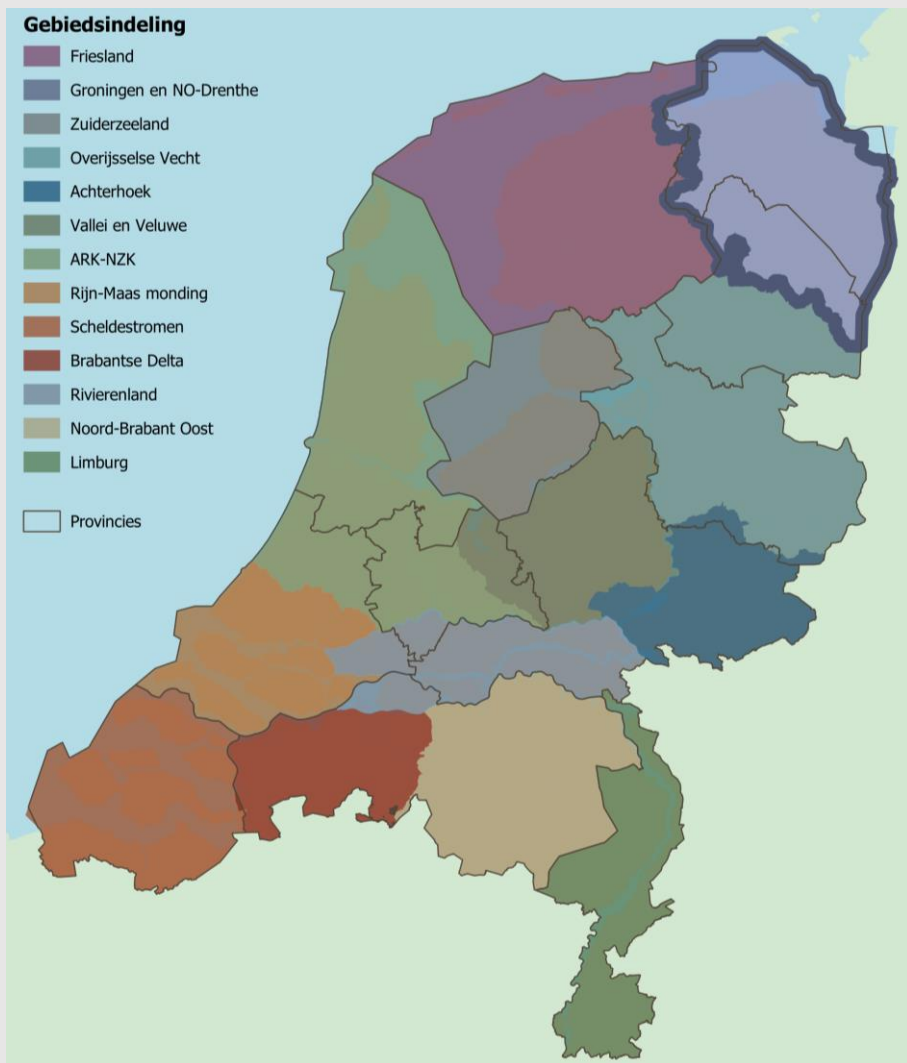 Gebiedsindeling
Friesland
Groningen en NO-Drenthe
Zuiderzeeland
Overijsselse Vecht
Achterhoek
Vallei en Veluwe
ARK-NZK
Rijn-Maas monding
Scheldestromen
Brabantse Delta
Rivierenland
Noord-Brabant Oost
Limburg
Provincies